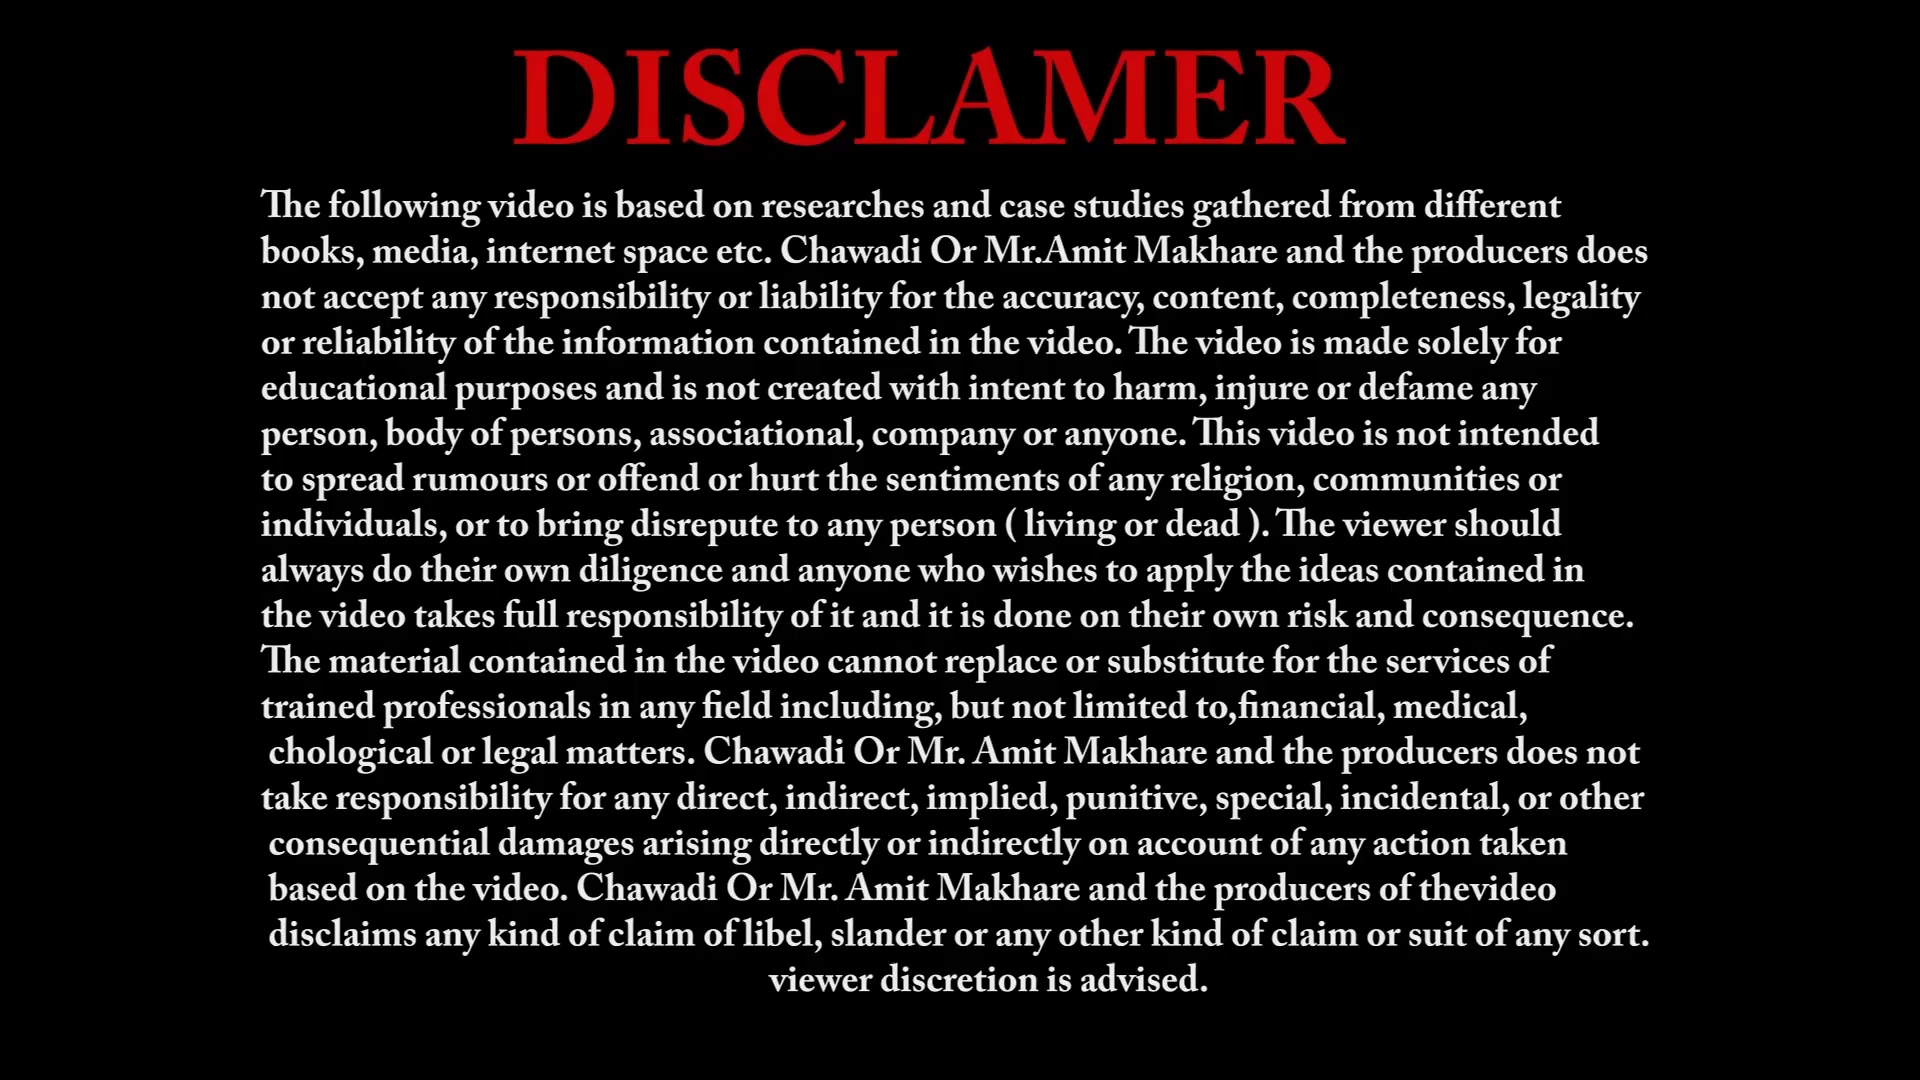 DISCLAMER
The following video is based on researches and case studies gathered from different
books, media, internet space etc. Chawadi Or Mr.Amit Makhare and the producers does
not accept any responsibility or liability for the accuracy, content, completeness, legality
or reliability of the information contained in the video. The video is made solely for
educational purposes and is not created with intent to harm, injure or defame any
person, body of persons, associational, company or anyone. This video is not intended
to spread rumours or offend or hurt the sentiments of any religion, communities or
individuals, or to bring disrepute to any person ( living or dead ). The viewer should
always do their own diligence and anyone who wishes to apply the ideas contained in
the video takes full responsibility of it and it is done on their own risk and consequence.
The material contained in the video cannot replace or substitute for the services of
trained professionals in any field including, but not limited to,financial, medical,
chological or legal matters. Chawadi Or Mr. Amit Makhare and the producers does not
take responsibility for any direct, indirect, implied, punitive, special, incidental, or other
consequential damages arising directly or indirectly on account of any action taken
based on the video. Chawadi Or Mr. Amit Makhare and the producers of thevideo
disclaims any kind of claim of libel, slander or any other kind of claim or suit of any sort.
viewer discretion is advised.